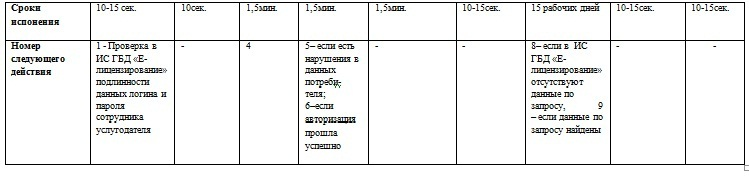 Сроки 10-15 сек. 10сек. 1,5мин. 1,5мин. 1,5мин. 10-15сек. 15 рабочих дней 10-15сек. 10-15сек.
испонения
Номер следующего действия
1 - Проверка в
ИС ГБД «Е-
лицензирование»
подлинности
данных логина и
пароля
сотрудника
услугодателя
-
4
5– если есть
нарушения в
данных
потреби-
теля;
6–если
авторизация
прошла
успешно
-
-
8– если в ИС
ГБД «Е-
лицензирование»
отсутствуют
данные по
запросу, 9
– если данные по
запросу найдены
-
-